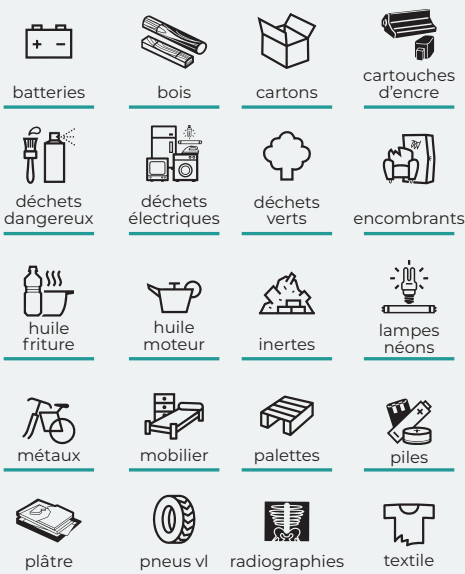 batteries
bois
cartons
cartouches
d'encre
déchets
dangereux
déchets
électriques
déchets
verts
encombrants
huile
friture
huile
moteur
inertes
lampes
néons
métaux
mobilier
palettes
piles
plâtre
pneus vl
radiographies
textile